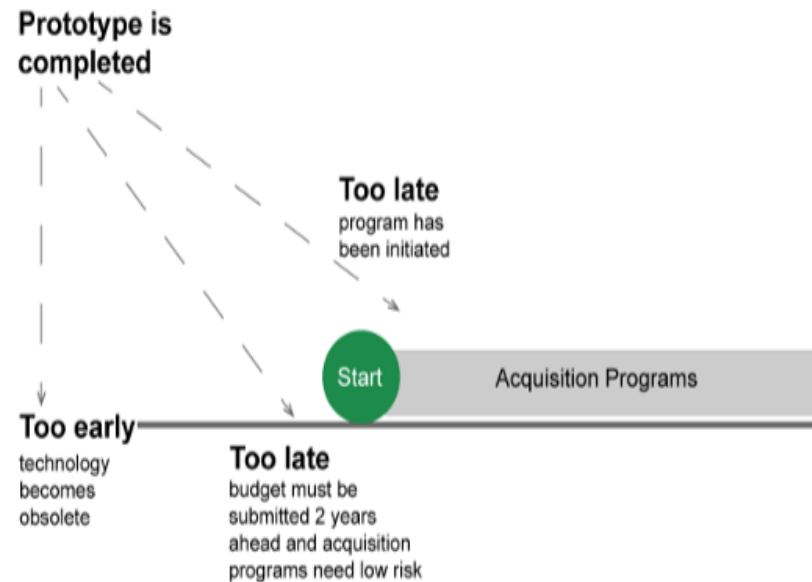 Prototype is
completed
Too late
program has
been initiated
Start
Acquisition Programs
Too early
technology
becomes
obsolete
Too late
budget must be
submitted 2 years
ahead and acquisition
programs need low risk